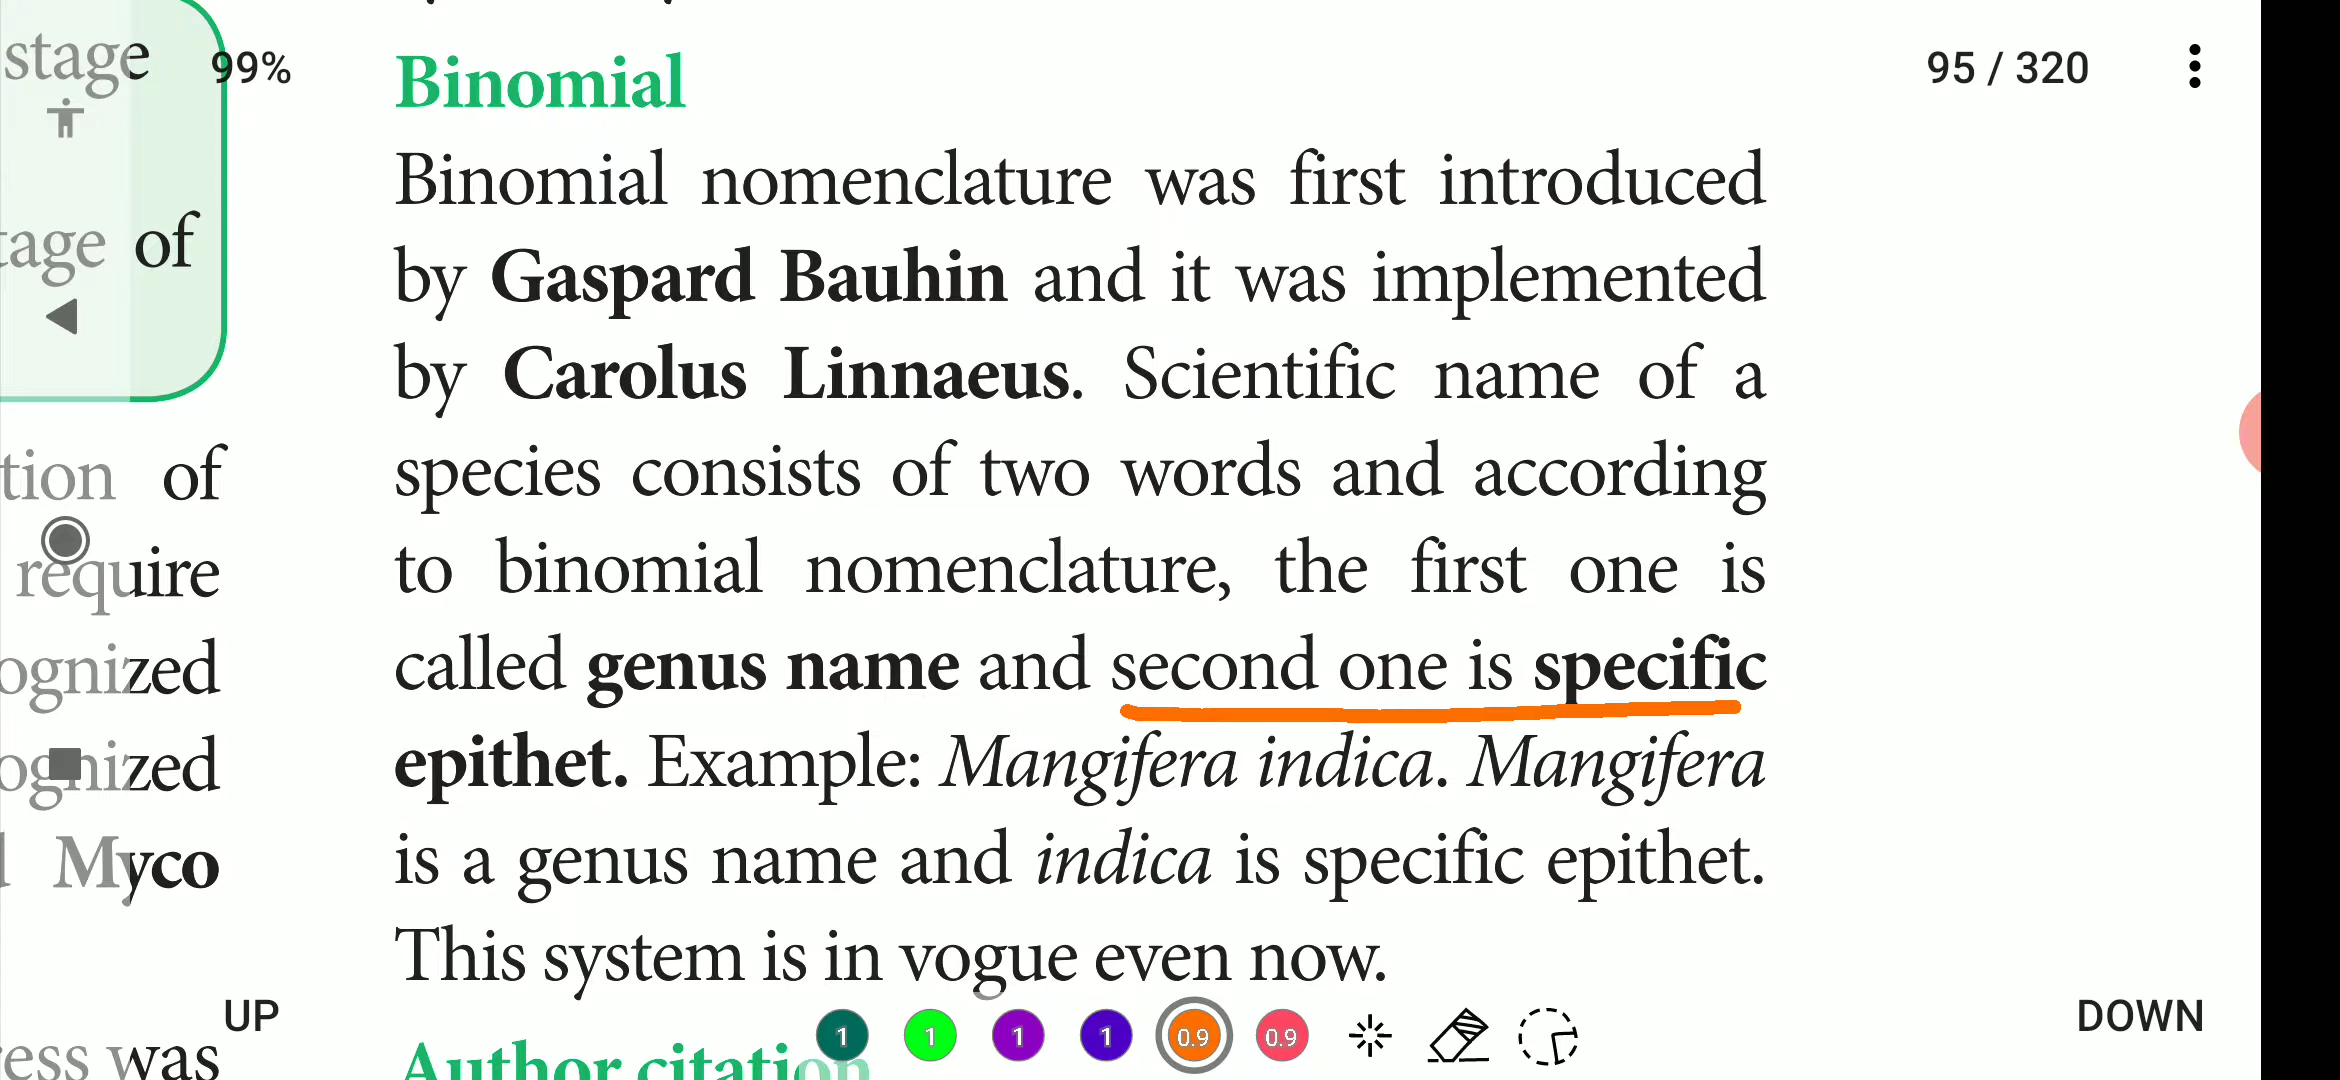 stage
99%
tage of
tion of
require
ognized
ognized
Myco
UP
ress was
Binomial
Binomial nomenclature was first introduced
by Gaspard Bauhin and it was implemented
by Carolus Linnaeus. Scientific name of a
species consists of two words and according
to binomial nomenclature, the first one is
called genus name and second one is specific
epithet. Example: Mangifera indica. Mangifera
is a genus name and indica is specific epithet.
This system is in vogue even now.
Author citation
1 1 1 1 0.9 0.9
95 / 320
DOWN